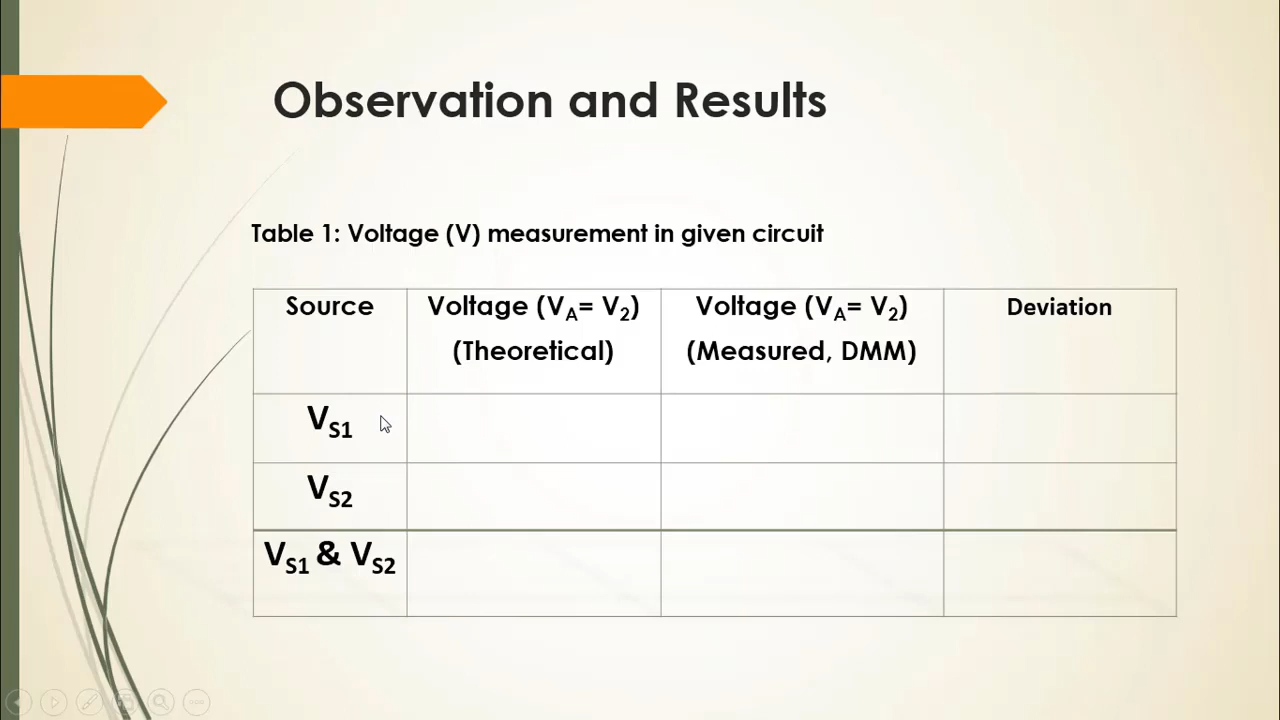 Observation and Results
Table 1: Voltage (V) measurement in given circuit
Source
Voltage (VA= V2)
(Theoretical)
Voltage (VA= V2)
(Measured, DMM)
Deviation
VS1
VS2
VS1 & VS2